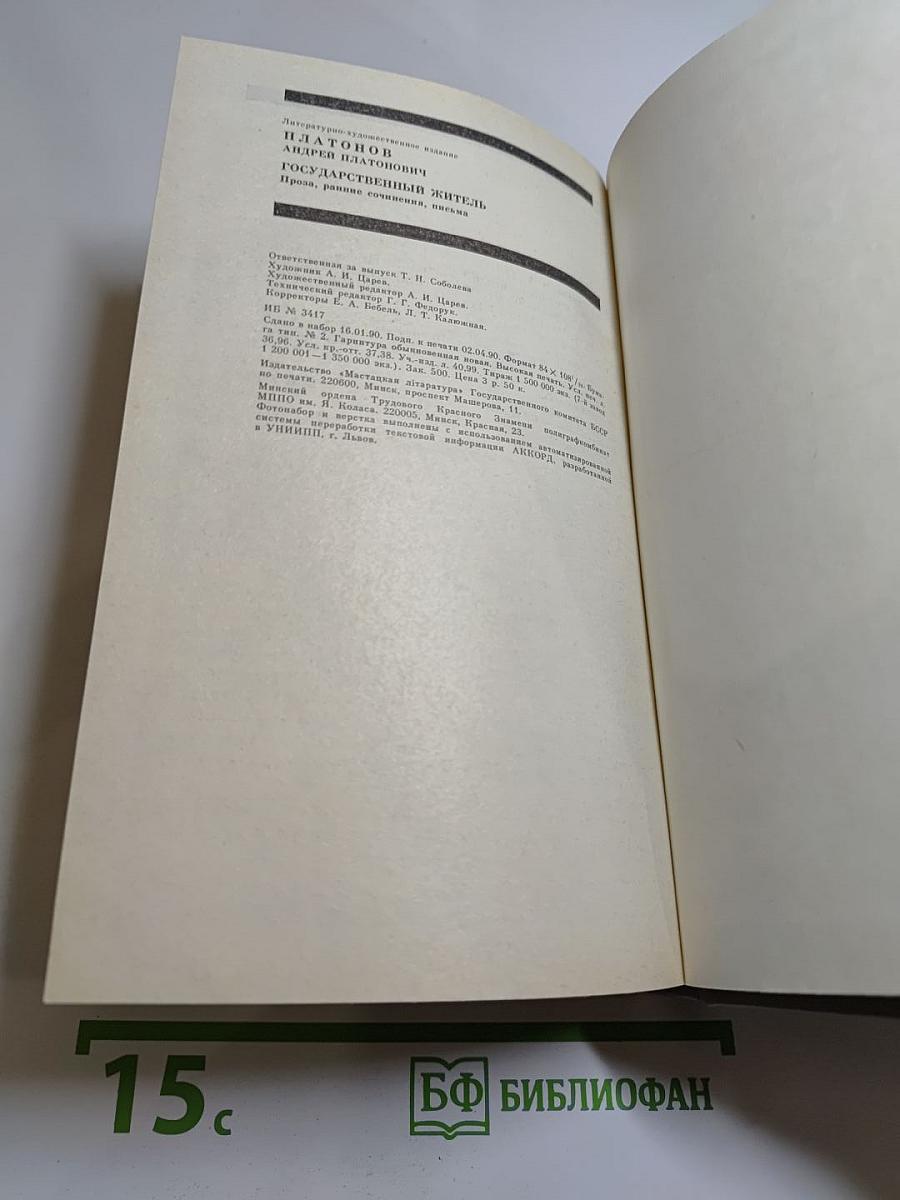 Литературно-художественное издание
ПЛАТОНОВ
АНДРЕЙ ПЛАТОНОВИЧ
ГОСУДАРСТВЕННЫЙ ЖИТЕЛЬ
Проза, ранние сочинения, письма
Ответственная за выпуск Т. Н. Соболева
Художник А. И. Царев.
Художественный редактор А. И. Царев.
Технический редактор Г. Г. Федорук.
Корректоры Е. А. Бебель, Л. Т. Калюжная.
ИБ № 3417
Сдано в набор 16.01.90. Подп. к печати 02.04.90. Формат 84×108¹/₃₂. Бума-
га тип. № 2. Гарнитура обыкновенная новая. Высокая печать. Усл. печ. л.
36,96. Усл. кр.-отт. 37,38. Уч.-изд. л. 40,99. Тираж 1 500 000 экз. (7-й завод
1 200 001—1 350 000 экз.). Зак. 500. Цена 3 р. 50 к.
Издательство «Мастацкая літаратура» Государственного комитета БССР
по печати. 220600, Минск, проспект Машерова, 11.
Минский ордена Трудового Красного Знамени полиграфкомбинат
МППО им. Я. Коласа. 220005, Минск, Красная, 23.
Фотонабор и верстка выполнены с использованием автоматизированной
системы переработки текстовой информации АККОРД, разработанной
в УНИИПП, г. Львов.
15 с
БФ БИБЛИОФАН